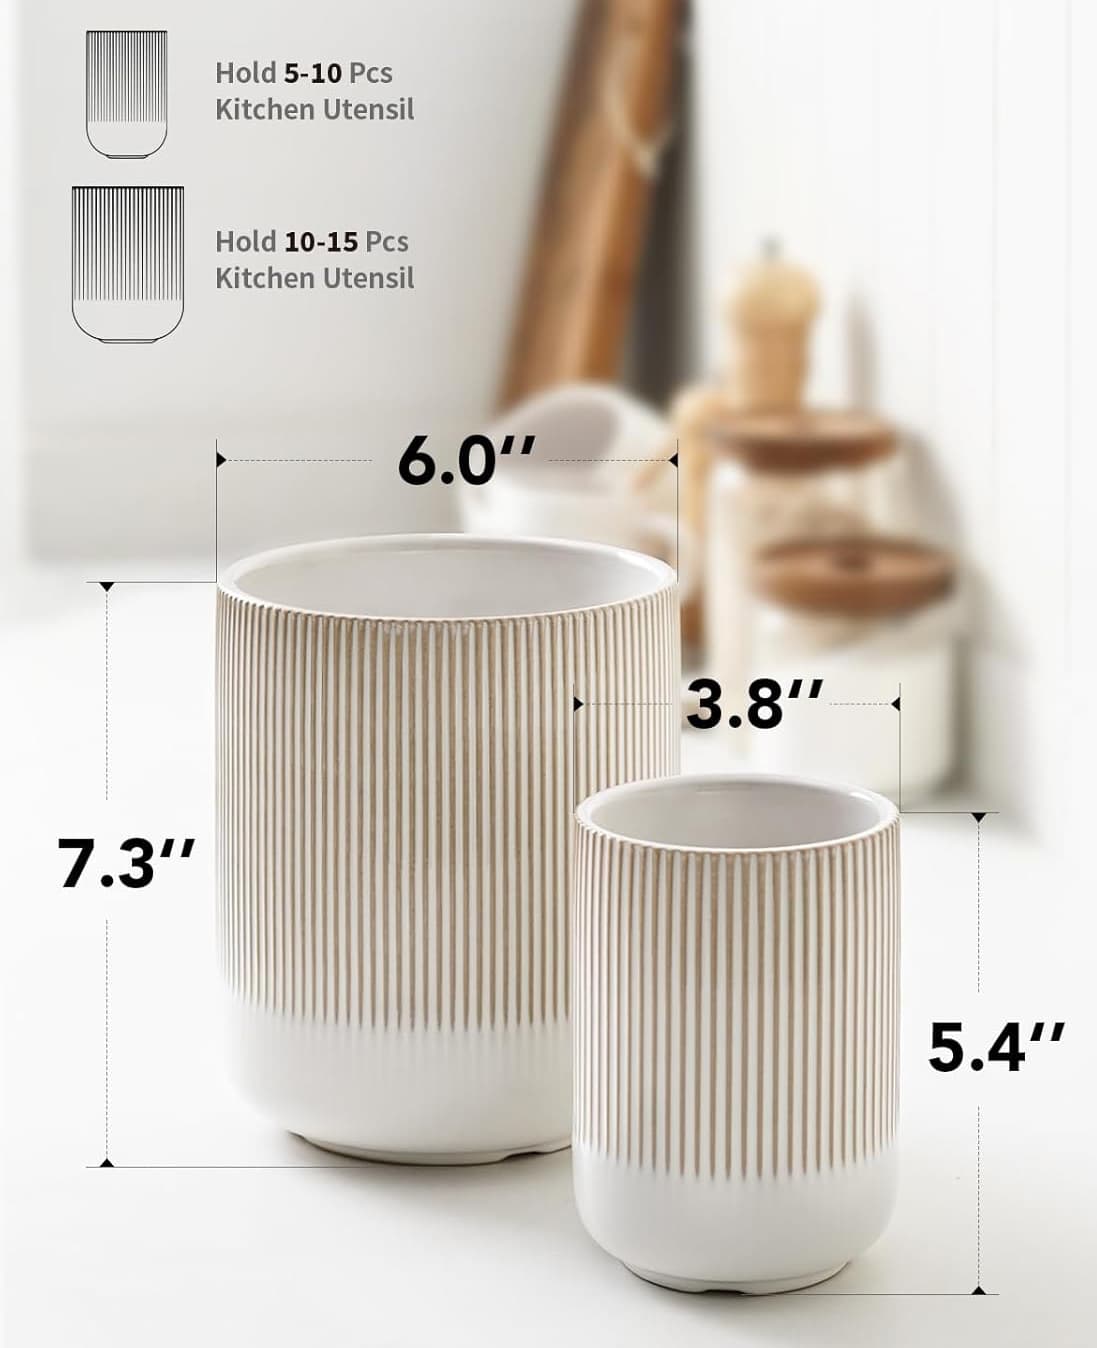 Hold 5-10 Pcs
Kitchen Utensil
Hold 10-15 Pcs
Kitchen Utensil
6.0’’
3.8’’
7.3’’
5.4’’